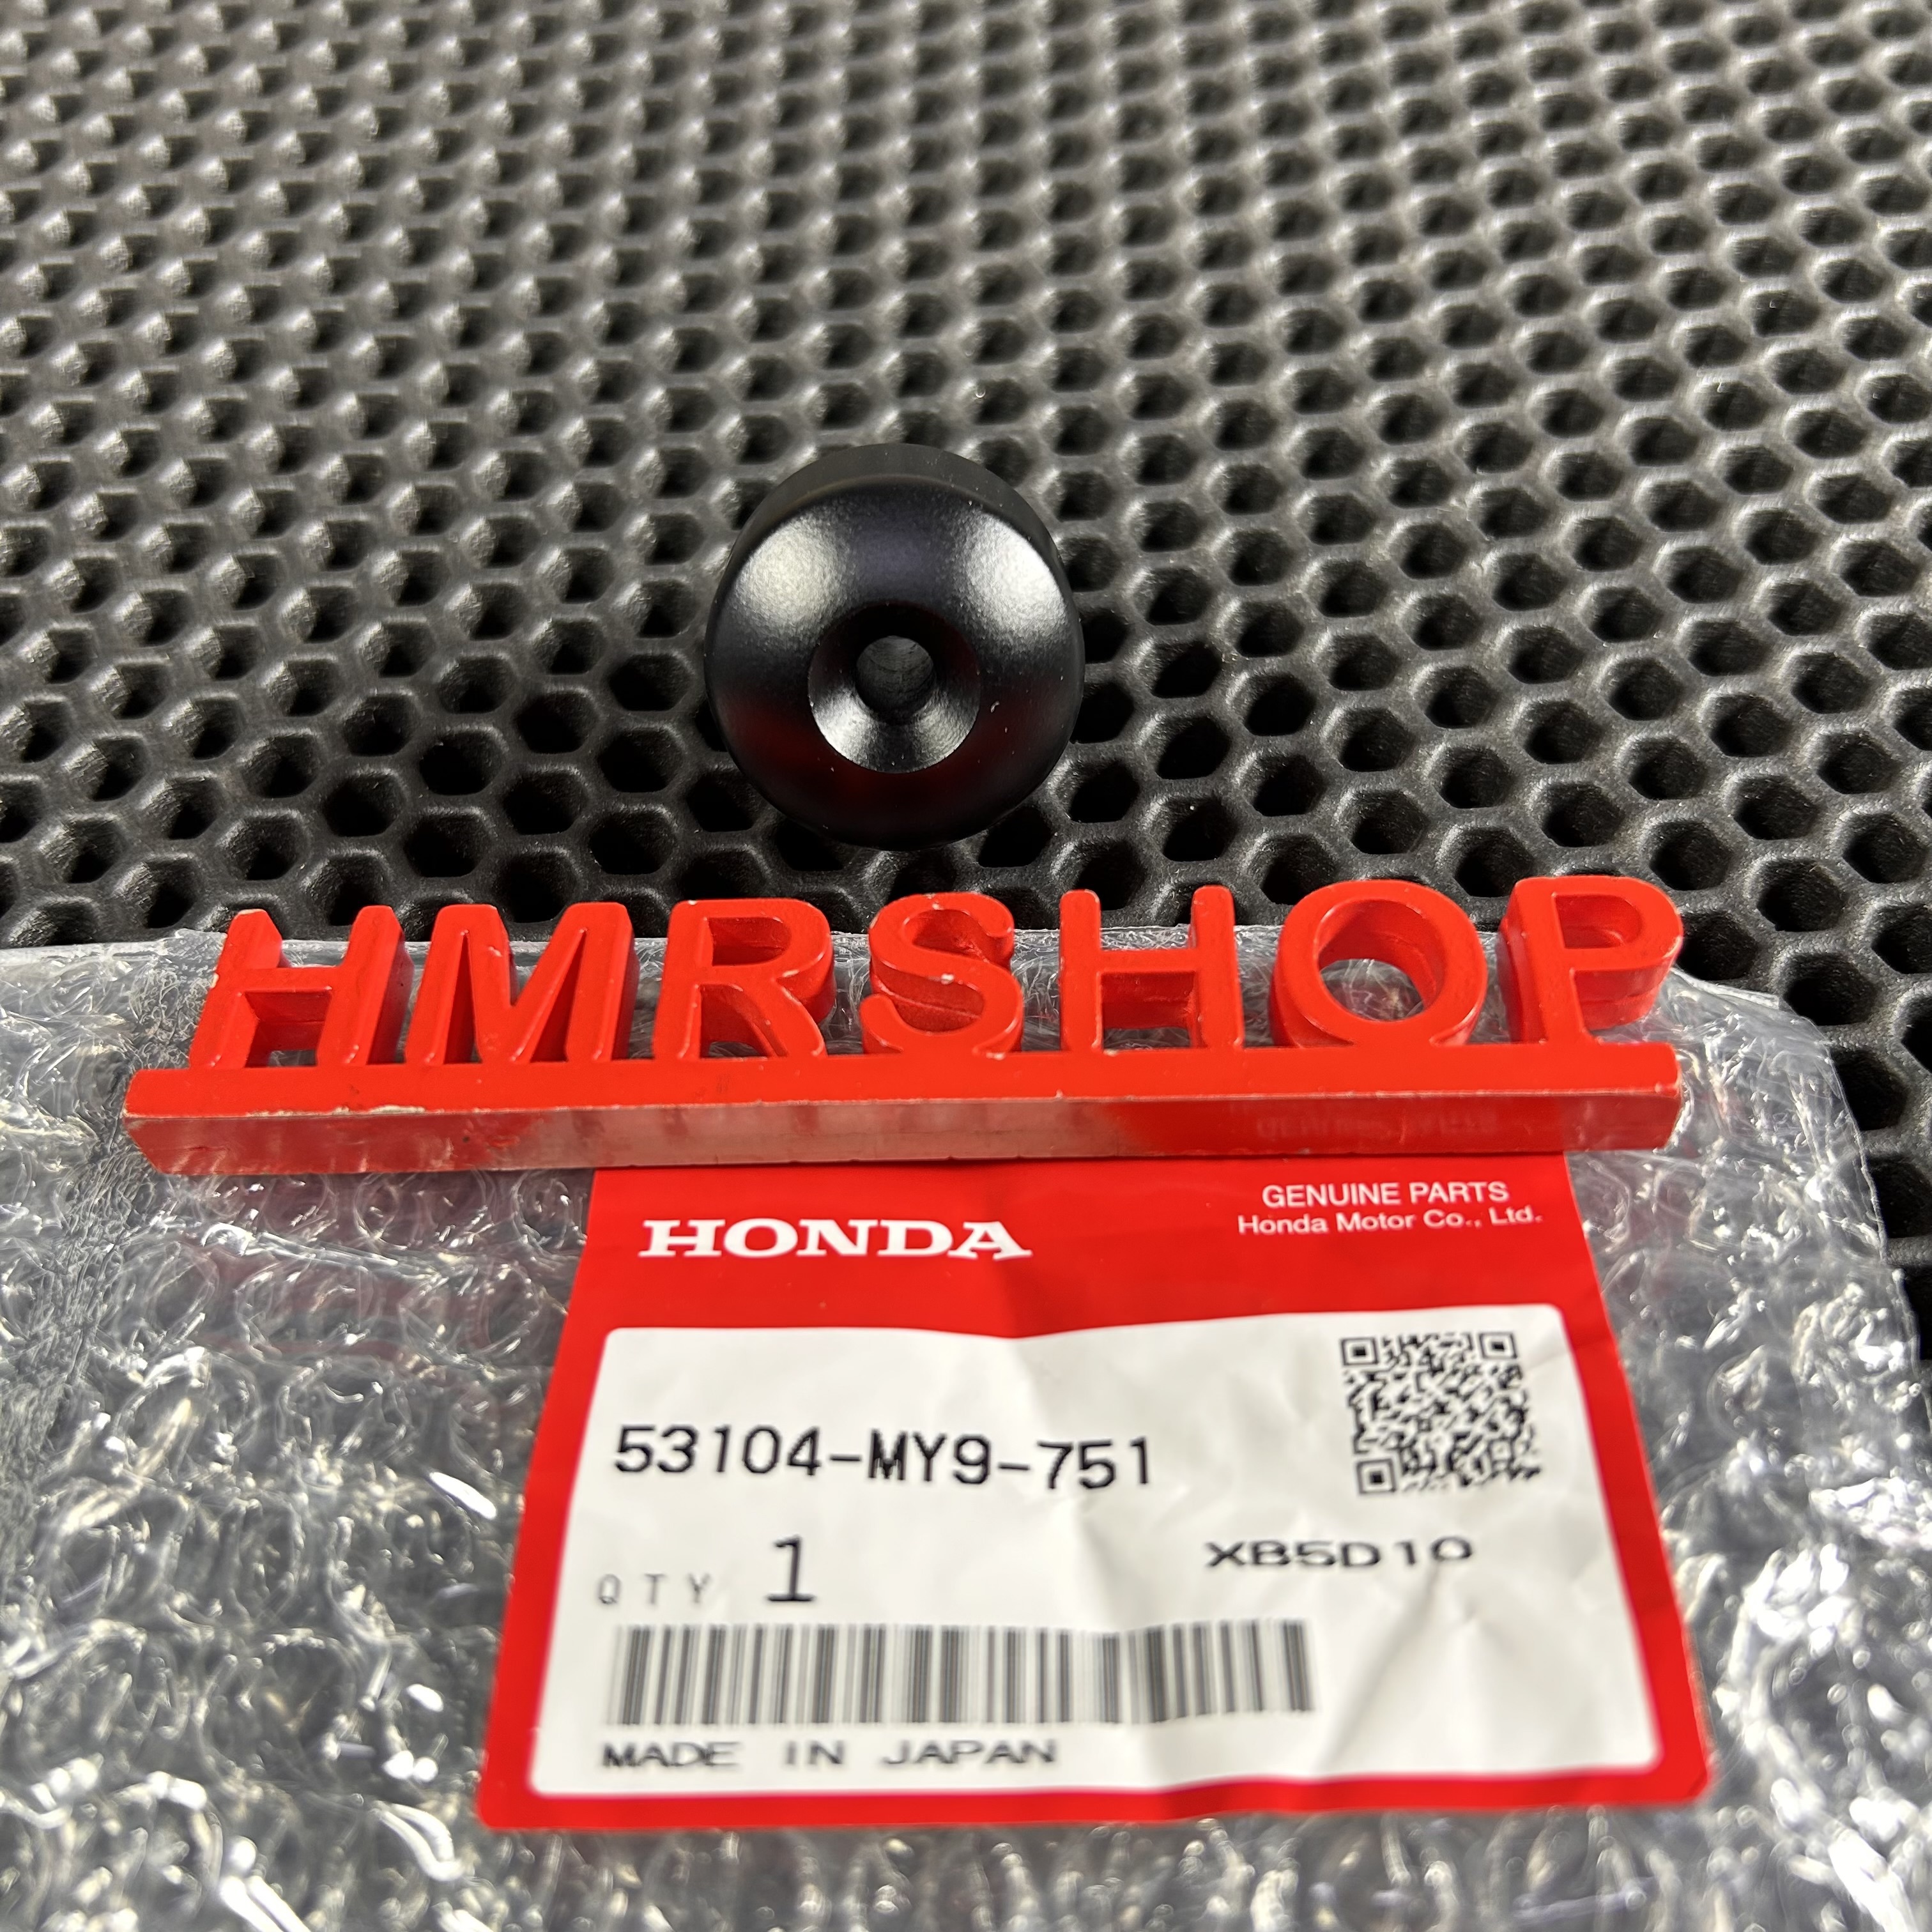 HMRSHOP
HONDA
GENUINE PARTS
Honda Motor Co., Ltd.
53104-MY9-751
QTY 1
XB5D10
MADE IN JAPAN